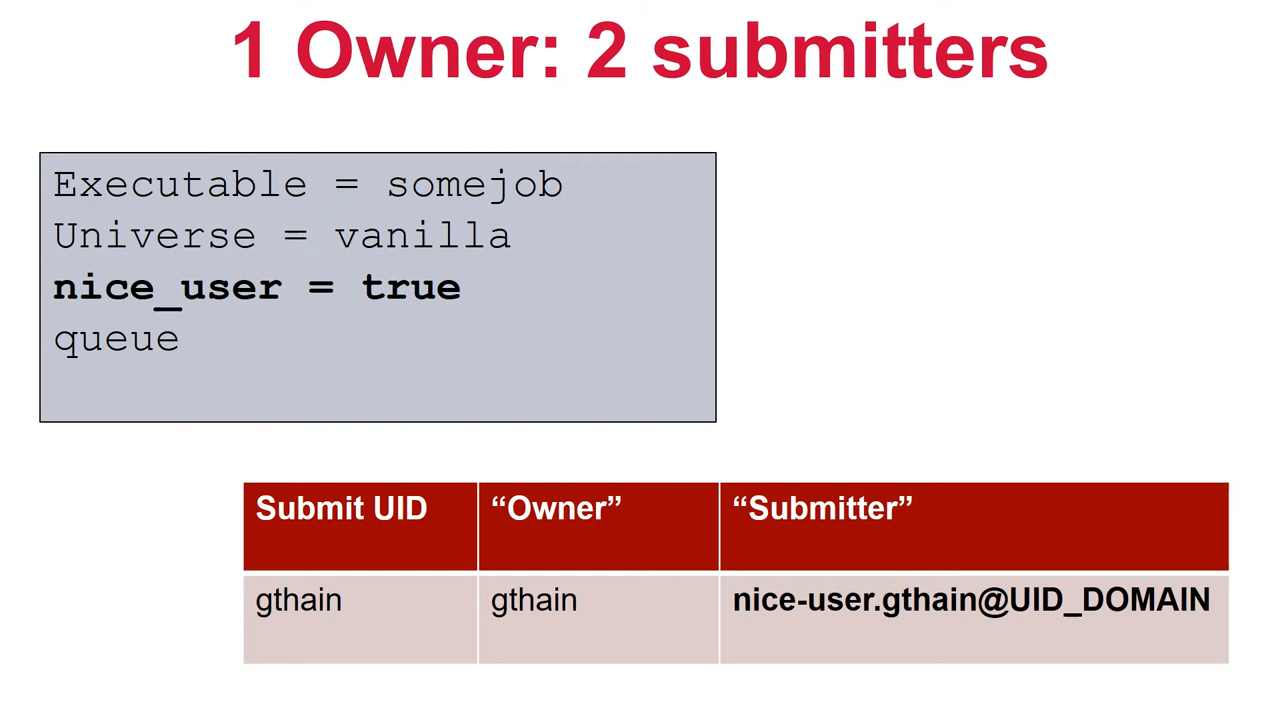 1 Owner: 2 submitters
Executable = somejob
Universe = vanilla
nice_user = true
queue
Submit UID “Owner” “Submitter”
gthain gthain nice-user.gthain@UID_DOMAIN